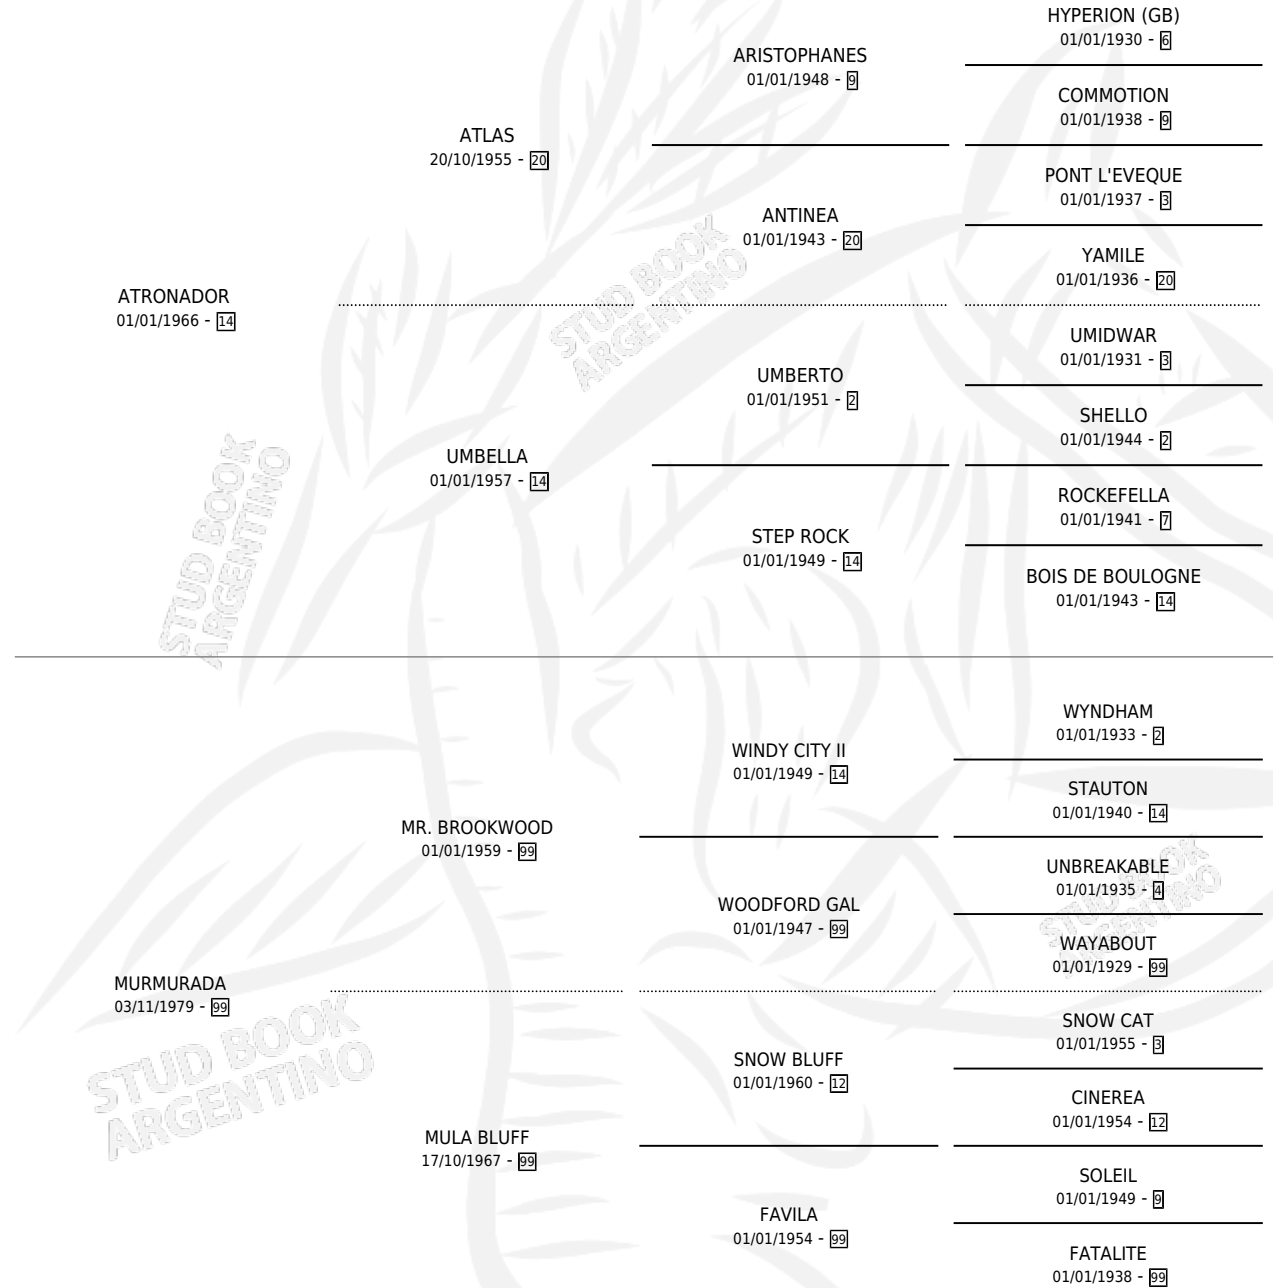 HYPERION (GB)
01/01/1930 - 6
ARISTOPHANES
01/01/1948 - 9
COMMOTION
01/01/1938 - 9
ATLAS
20/10/1955 - 20
PONT L'EVEQUE
01/01/1937 - 3
ANTINEA
01/01/1943 - 20
YAMILE
01/01/1936 - 20
ATRONADOR
01/01/1966 - 14
UMIDWAR
01/01/1931 - 3
UMBERTO
01/01/1951 - 2
SHELLO
01/01/1944 - 2
UMBELLA
01/01/1957 - 14
ROCKEFELLA
01/01/1941 - 7
STEP ROCK
01/01/1949 - 14
BOIS DE BOULOGNE
01/01/1943 - 14
STUD BOOK
ARGENTINO
STUD BOOK
ARGENTINO
WYNDHAM
01/01/1933 - 2
WINDY CITY II
01/01/1949 - 14
STAUTON
01/01/1940 - 14
MR. BROOKWOOD
01/01/1959 - 99
UNBREAKABLE
01/01/1935 - 4
WOODFORD GAL
01/01/1947 - 99
WAYABOUT
01/01/1929 - 99
STUD BOOK
ARGENTINO
MURMURADA
03/11/1979 - 99
SNOW CAT
01/01/1955 - 3
SNOW BLUFF
01/01/1960 - 12
CINEREA
01/01/1954 - 12
MULA BLUFF
17/10/1967 - 99
SOLEIL
01/01/1949 - 9
FAVILA
01/01/1954 - 99
FATALITE
01/01/1938 - 99
STUD BOOK
ARGENTINO